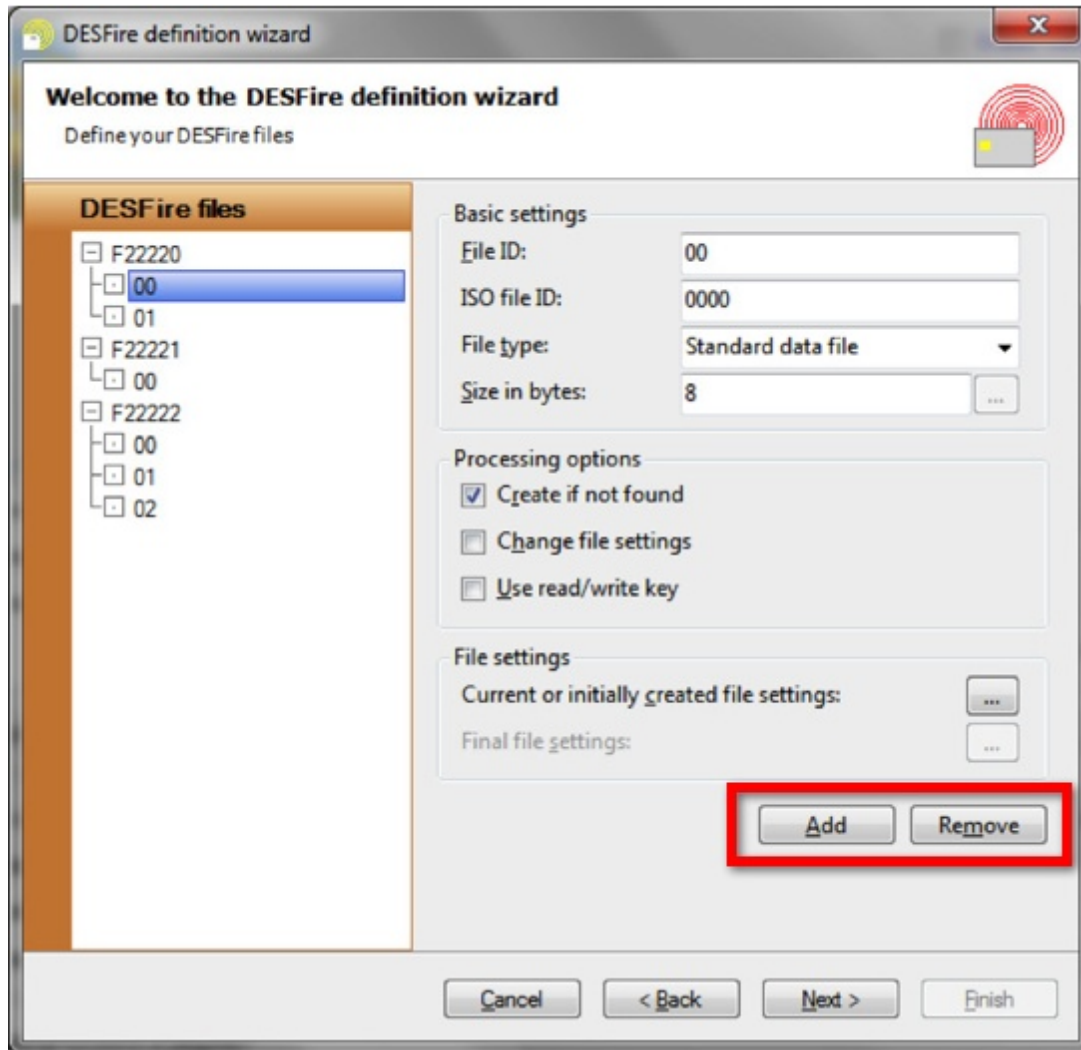 DESFire definition wizard
Welcome to the DESFire definition wizard
Define your DESFire files
DESFire files
F22220
00
01
F22221
00
F22222
00
01
02
Basic settings
File ID:
00
ISO file ID:
0000
File type:
Standard data file
Size in bytes:
8
...
Processing options
Create if not found
Change file settings
Use read/write key
File settings
Current or initially created file settings:
...
Final file settings:
...
Add Remove
Cancel < Back Next > Finish